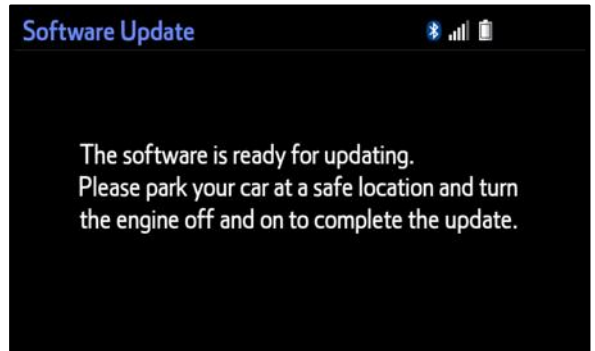 Software Update
The software is ready for updating.
Please park your car at a safe location and turn
the engine off and on to complete the update.